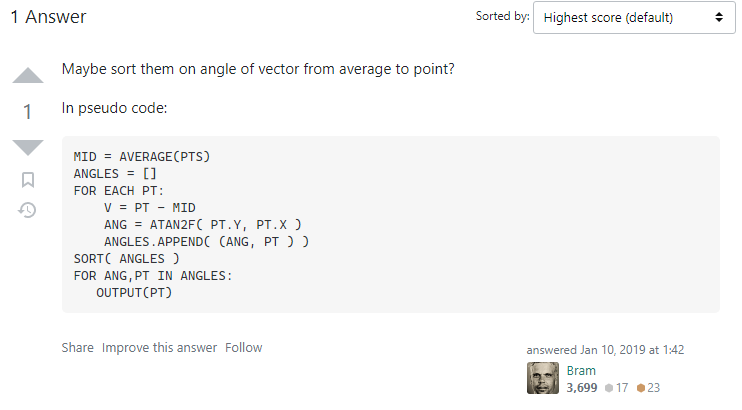 1 Answer
Sorted by: Highest score (default)
Maybe sort them on angle of vector from average to point?
1
In pseudo code:
MID = AVERAGE(PTS)
ANGLES = []
FOR EACH PT:
    V = PT - MID
    ANG = ATAN2F( PT.Y, PT.X )
    ANGLES.APPEND( (ANG, PT ) )
SORT( ANGLES )
FOR ANG,PT IN ANGLES:
   OUTPUT(PT)
Share Improve this answer Follow
answered Jan 10, 2019 at 1:42
Bram
3,699 17 23